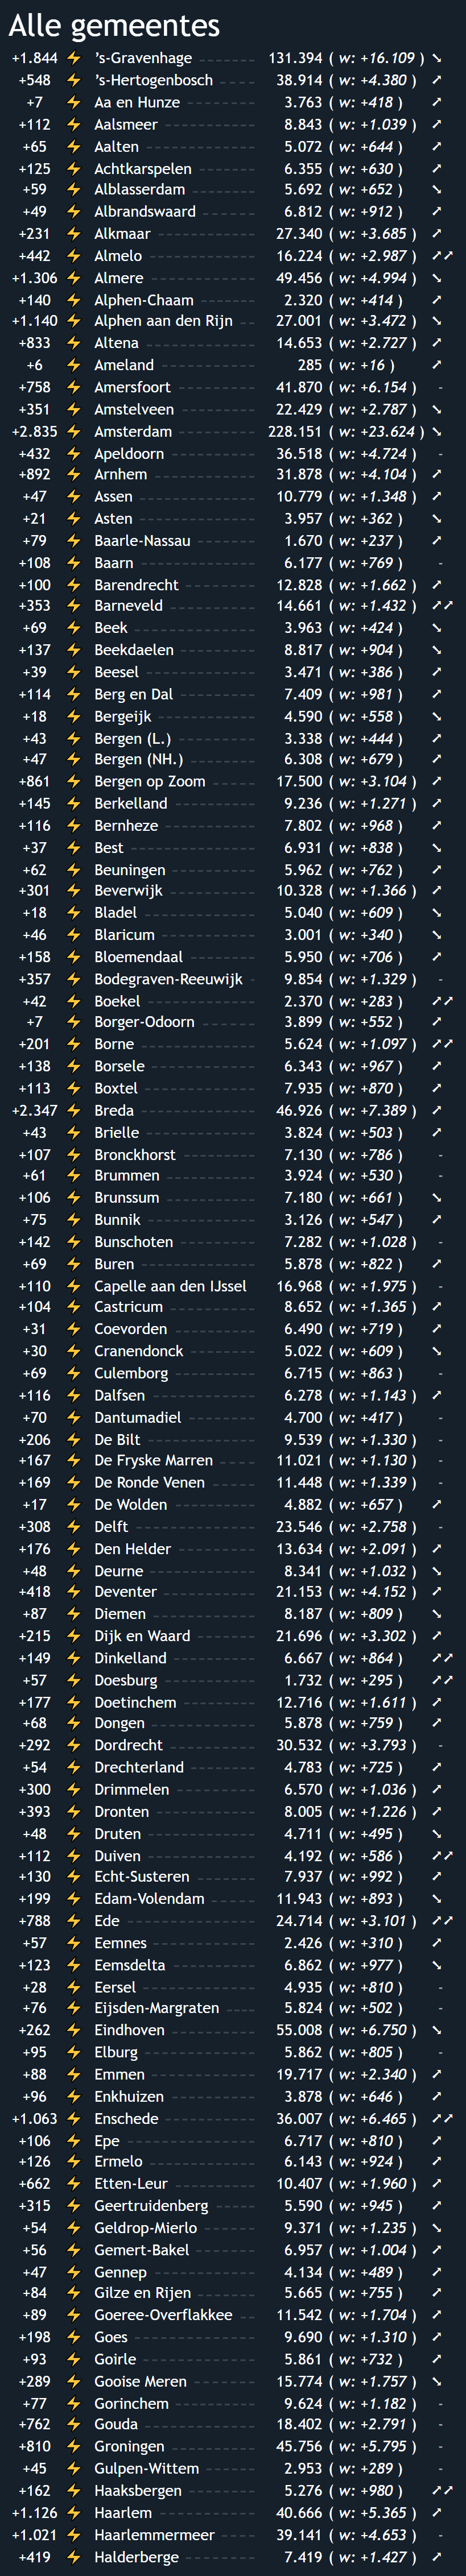 Alle gemeentes
+1.844 ⚡ ’s-Gravenhage 131.394 ( w: +16.109 ) ➘
+548 ⚡ ’s-Hertogenbosch 38.914 ( w: +4.380 ) ➚
+7 ⚡ Aa en Hunze 3.763 ( w: +418 ) ➚
+112 ⚡ Aalsmeer 8.843 ( w: +1.039 ) ➚
+65 ⚡ Aalten 5.072 ( w: +644 ) ➚
+125 ⚡ Achtkarspelen 6.355 ( w: +630 ) ➚
+59 ⚡ Alblasserdam 5.692 ( w: +652 ) ➘
+49 ⚡ Albrandswaard 6.812 ( w: +912 ) ➚
+231 ⚡ Alkmaar 27.340 ( w: +3.685 ) ➚
+442 ⚡ Almelo 16.224 ( w: +2.987 ) ➚➚
+1.306 ⚡ Almere 49.456 ( w: +4.994 ) ➘
+140 ⚡ Alphen-Chaam 2.320 ( w: +414 ) ➚
+1.140 ⚡ Alphen aan den Rijn 27.001 ( w: +3.472 ) ➘
+833 ⚡ Altena 14.653 ( w: +2.727 ) ➚
+6 ⚡ Ameland 285 ( w: +16 ) ➚
+758 ⚡ Amersfoort 41.870 ( w: +6.154 ) -
+351 ⚡ Amstelveen 22.429 ( w: +2.787 ) ➘
+2.835 ⚡ Amsterdam 228.151 ( w: +23.624 ) ➘
+432 ⚡ Apeldoorn 36.518 ( w: +4.724 ) -
+892 ⚡ Arnhem 31.878 ( w: +4.104 ) ➚
+47 ⚡ Assen 10.779 ( w: +1.348 ) ➚
+21 ⚡ Asten 3.957 ( w: +362 ) ➘
+79 ⚡ Baarle-Nassau 1.670 ( w: +237 ) ➚
+108 ⚡ Baarn 6.177 ( w: +769 ) -
+100 ⚡ Barendrecht 12.828 ( w: +1.662 ) ➚
+353 ⚡ Barneveld 14.661 ( w: +1.432 ) ➚➚
+69 ⚡ Beek 3.963 ( w: +424 ) ➘
+137 ⚡ Beekdaelen 8.817 ( w: +904 ) ➘
+39 ⚡ Beesel 3.471 ( w: +386 ) ➚
+114 ⚡ Berg en Dal 7.409 ( w: +981 ) ➚
+18 ⚡ Bergeijk 4.590 ( w: +558 ) ➘
+43 ⚡ Bergen (L.) 3.338 ( w: +444 ) ➚
+47 ⚡ Bergen (NH.) 6.308 ( w: +679 ) ➚
+861 ⚡ Bergen op Zoom 17.500 ( w: +3.104 ) ➚
+145 ⚡ Berkelland 9.236 ( w: +1.271 ) ➚
+116 ⚡ Bernheze 7.802 ( w: +968 ) ➚
+37 ⚡ Best 6.931 ( w: +838 ) ➘
+62 ⚡ Beuningen 5.962 ( w: +762 ) ➚
+301 ⚡ Beverwijk 10.328 ( w: +1.366 ) ➚
+18 ⚡ Bladel 5.040 ( w: +609 ) ➘
+46 ⚡ Blaricum 3.001 ( w: +340 ) ➘
+158 ⚡ Bloemendaal 5.950 ( w: +706 ) ➚
+357 ⚡ Bodegraven-Reeuwijk 9.854 ( w: +1.329 ) -
+42 ⚡ Boekel 2.370 ( w: +283 ) ➚➚
+7 ⚡ Borger-Odoorn 3.899 ( w: +552 ) ➚
+201 ⚡ Borne 5.624 ( w: +1.097 ) ➚➚
+138 ⚡ Borsele 6.343 ( w: +967 ) ➚
+113 ⚡ Boxtel 7.935 ( w: +870 ) ➚
+2.347 ⚡ Breda 46.926 ( w: +7.389 ) ➚
+43 ⚡ Brielle 3.824 ( w: +503 ) ➚
+107 ⚡ Bronckhorst 7.130 ( w: +786 ) -
+61 ⚡ Brummen 3.924 ( w: +530 ) -
+106 ⚡ Brunssum 7.180 ( w: +661 ) ➘
+75 ⚡ Bunnik 3.126 ( w: +547 ) ➚
+142 ⚡ Bunschoten 7.282 ( w: +1.028 ) -
+69 ⚡ Buren 5.878 ( w: +822 ) ➚
+110 ⚡ Capelle aan den IJssel 16.968 ( w: +1.975 ) -
+104 ⚡ Castricum 8.652 ( w: +1.365 ) ➚
+31 ⚡ Coevorden 6.490 ( w: +719 ) ➚
+30 ⚡ Cranendonck 5.022 ( w: +609 ) ➘
+69 ⚡ Culemborg 6.715 ( w: +863 ) -
+116 ⚡ Dalfsen 6.278 ( w: +1.143 ) ➚
+70 ⚡ Dantumadiel 4.700 ( w: +417 ) -
+206 ⚡ De Bilt 9.539 ( w: +1.330 ) -
+167 ⚡ De Fryske Marren 11.021 ( w: +1.130 ) -
+169 ⚡ De Ronde Venen 11.448 ( w: +1.339 ) -
+17 ⚡ De Wolden 4.882 ( w: +657 ) ➚
+308 ⚡ Delft 23.546 ( w: +2.758 ) -
+176 ⚡ Den Helder 13.634 ( w: +2.091 ) ➚
+48 ⚡ Deurne 8.341 ( w: +1.032 ) ➘
+418 ⚡ Deventer 21.153 ( w: +4.152 ) ➚
+87 ⚡ Diemen 8.187 ( w: +809 ) ➘
+215 ⚡ Dijk en Waard 21.696 ( w: +3.302 ) ➚
+149 ⚡ Dinkelland 6.667 ( w: +864 ) ➚➚
+57 ⚡ Doesburg 1.732 ( w: +295 ) ➚➚
+177 ⚡ Doetinchem 12.716 ( w: +1.611 ) ➚
+68 ⚡ Dongen 5.878 ( w: +759 ) ➚
+292 ⚡ Dordrecht 30.532 ( w: +3.793 ) -
+54 ⚡ Drechterland 4.783 ( w: +725 ) ➚
+300 ⚡ Drimmelen 6.570 ( w: +1.036 ) ➚
+393 ⚡ Dronten 8.005 ( w: +1.226 ) ➚
+48 ⚡ Druten 4.711 ( w: +495 ) ➘
+112 ⚡ Duiven 4.192 ( w: +586 ) ➚➚
+130 ⚡ Echt-Susteren 7.937 ( w: +992 ) ➚
+199 ⚡ Edam-Volendam 11.943 ( w: +893 ) ➘
+788 ⚡ Ede 24.714 ( w: +3.101 ) ➚➚
+57 ⚡ Eemnes 2.426 ( w: +310 ) ➚
+123 ⚡ Eemsdelta 6.862 ( w: +977 ) ➘
+28 ⚡ Eersel 4.935 ( w: +810 ) -
+76 ⚡ Eijsden-Margraten 5.824 ( w: +502 ) -
+262 ⚡ Eindhoven 55.008 ( w: +6.750 ) ➘
+95 ⚡ Elburg 5.862 ( w: +805 ) -
+88 ⚡ Emmen 19.717 ( w: +2.340 ) ➚
+96 ⚡ Enkhuizen 3.878 ( w: +646 ) ➚
+1.063 ⚡ Enschede 36.007 ( w: +6.465 ) ➚➚
+106 ⚡ Epe 6.717 ( w: +810 ) ➚
+126 ⚡ Ermelo 6.143 ( w: +924 ) ➚
+662 ⚡ Etten-Leur 10.407 ( w: +1.960 ) ➚
+315 ⚡ Geertruidenberg 5.590 ( w: +945 ) ➚
+54 ⚡ Geldrop-Mierlo 9.371 ( w: +1.235 ) ➘
+56 ⚡ Gemert-Bakel 6.957 ( w: +1.004 ) ➚
+47 ⚡ Gennep 4.134 ( w: +489 ) ➚
+84 ⚡ Gilze en Rijen 5.665 ( w: +755 ) ➚
+89 ⚡ Goeree-Overflakkee 11.542 ( w: +1.704 ) ➚
+198 ⚡ Goes 9.690 ( w: +1.310 ) ➚
+93 ⚡ Goirle 5.861 ( w: +732 ) ➚
+289 ⚡ Gooise Meren 15.774 ( w: +1.757 ) ➘
+77 ⚡ Gorinchem 9.624 ( w: +1.182 ) -
+762 ⚡ Gouda 18.402 ( w: +2.791 ) -
+810 ⚡ Groningen 45.756 ( w: +5.795 ) -
+45 ⚡ Gulpen-Wittem 2.953 ( w: +289 ) -
+162 ⚡ Haaksbergen 5.276 ( w: +980 ) ➚➚
+1.126 ⚡ Haarlem 40.666 ( w: +5.365 ) ➚
+1.021 ⚡ Haarlemmermeer 39.141 ( w: +4.653 ) -
+419 ⚡ Halderberge 7.419 ( w: +1.427 ) ➚